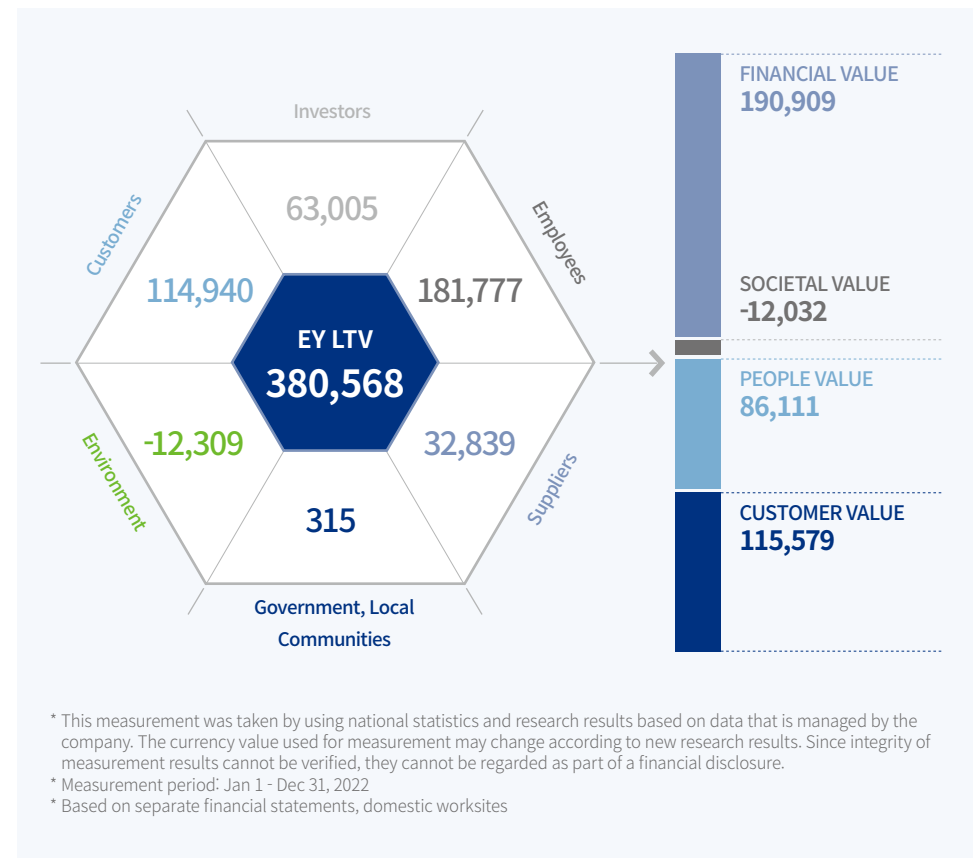 Investors
63,005
Customers
114,940
Employees
181,777
EY LTV
380,568
Environment
-12,309
Suppliers
32,839
315
Government, Local
Communities
FINANCIAL VALUE
190,909
SOCIETAL VALUE
-12,032
PEOPLE VALUE
86,111
CUSTOMER VALUE
115,579
* This measurement was taken by using national statistics and research results based on data that is managed by the
company. The currency value used for measurement may change according to new research results. Since integrity of
measurement results cannot be verified, they cannot be regarded as part of a financial disclosure.
* Measurement period: Jan 1 - Dec 31, 2022
* Based on separate financial statements, domestic worksites